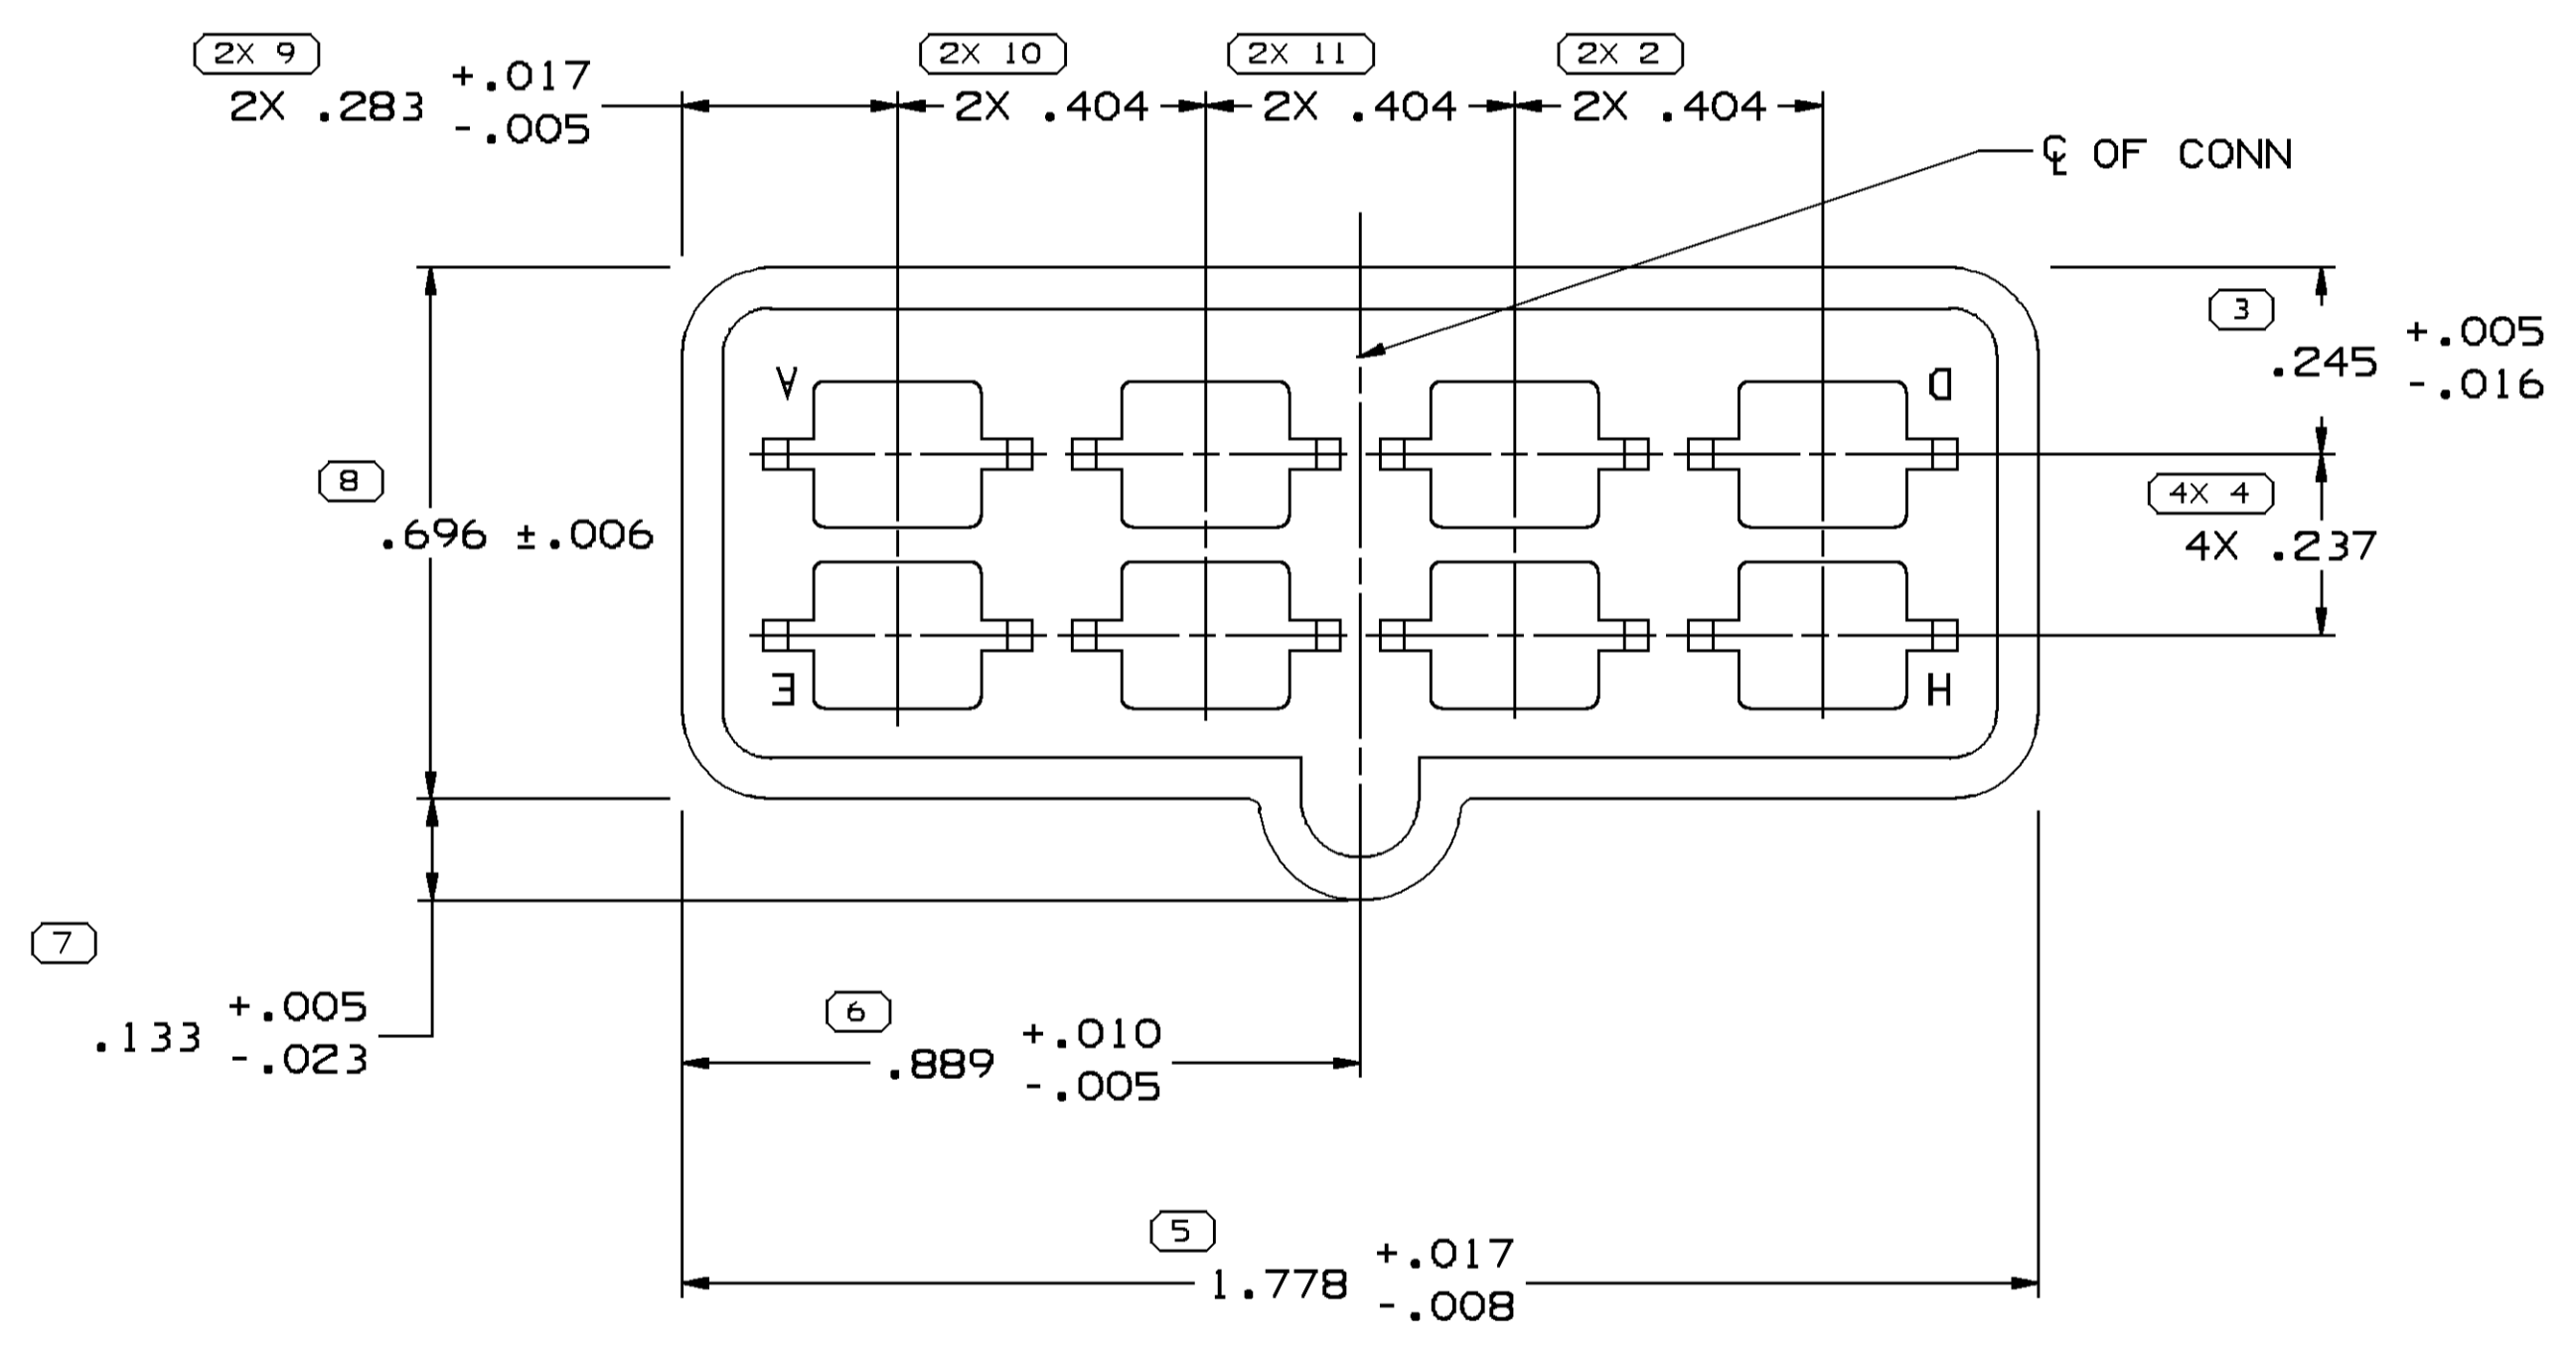 2X 9
2X 10
2X 11
2X 2
2X .283 +.017 -.005
2X .404
2X .404
2X .404
℄ OF CONN
3
.245 +.005 -.016
A
D
8
.696 ±.006
4X 4
4X .237
E
H
7
.133 +.005 -.023
6
.889 +.010 -.005
5
1.778 +.017 -.008